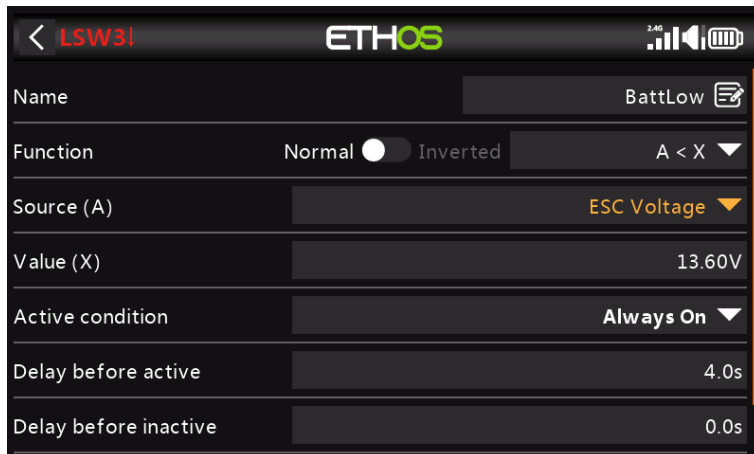 LSW3↓ ETHOS 2.4G
Name BattLow
Function Normal Inverted A < X
Source (A) ESC Voltage
Value (X) 13.60V
Active condition Always On
Delay before active 4.0s
Delay before inactive 0.0s